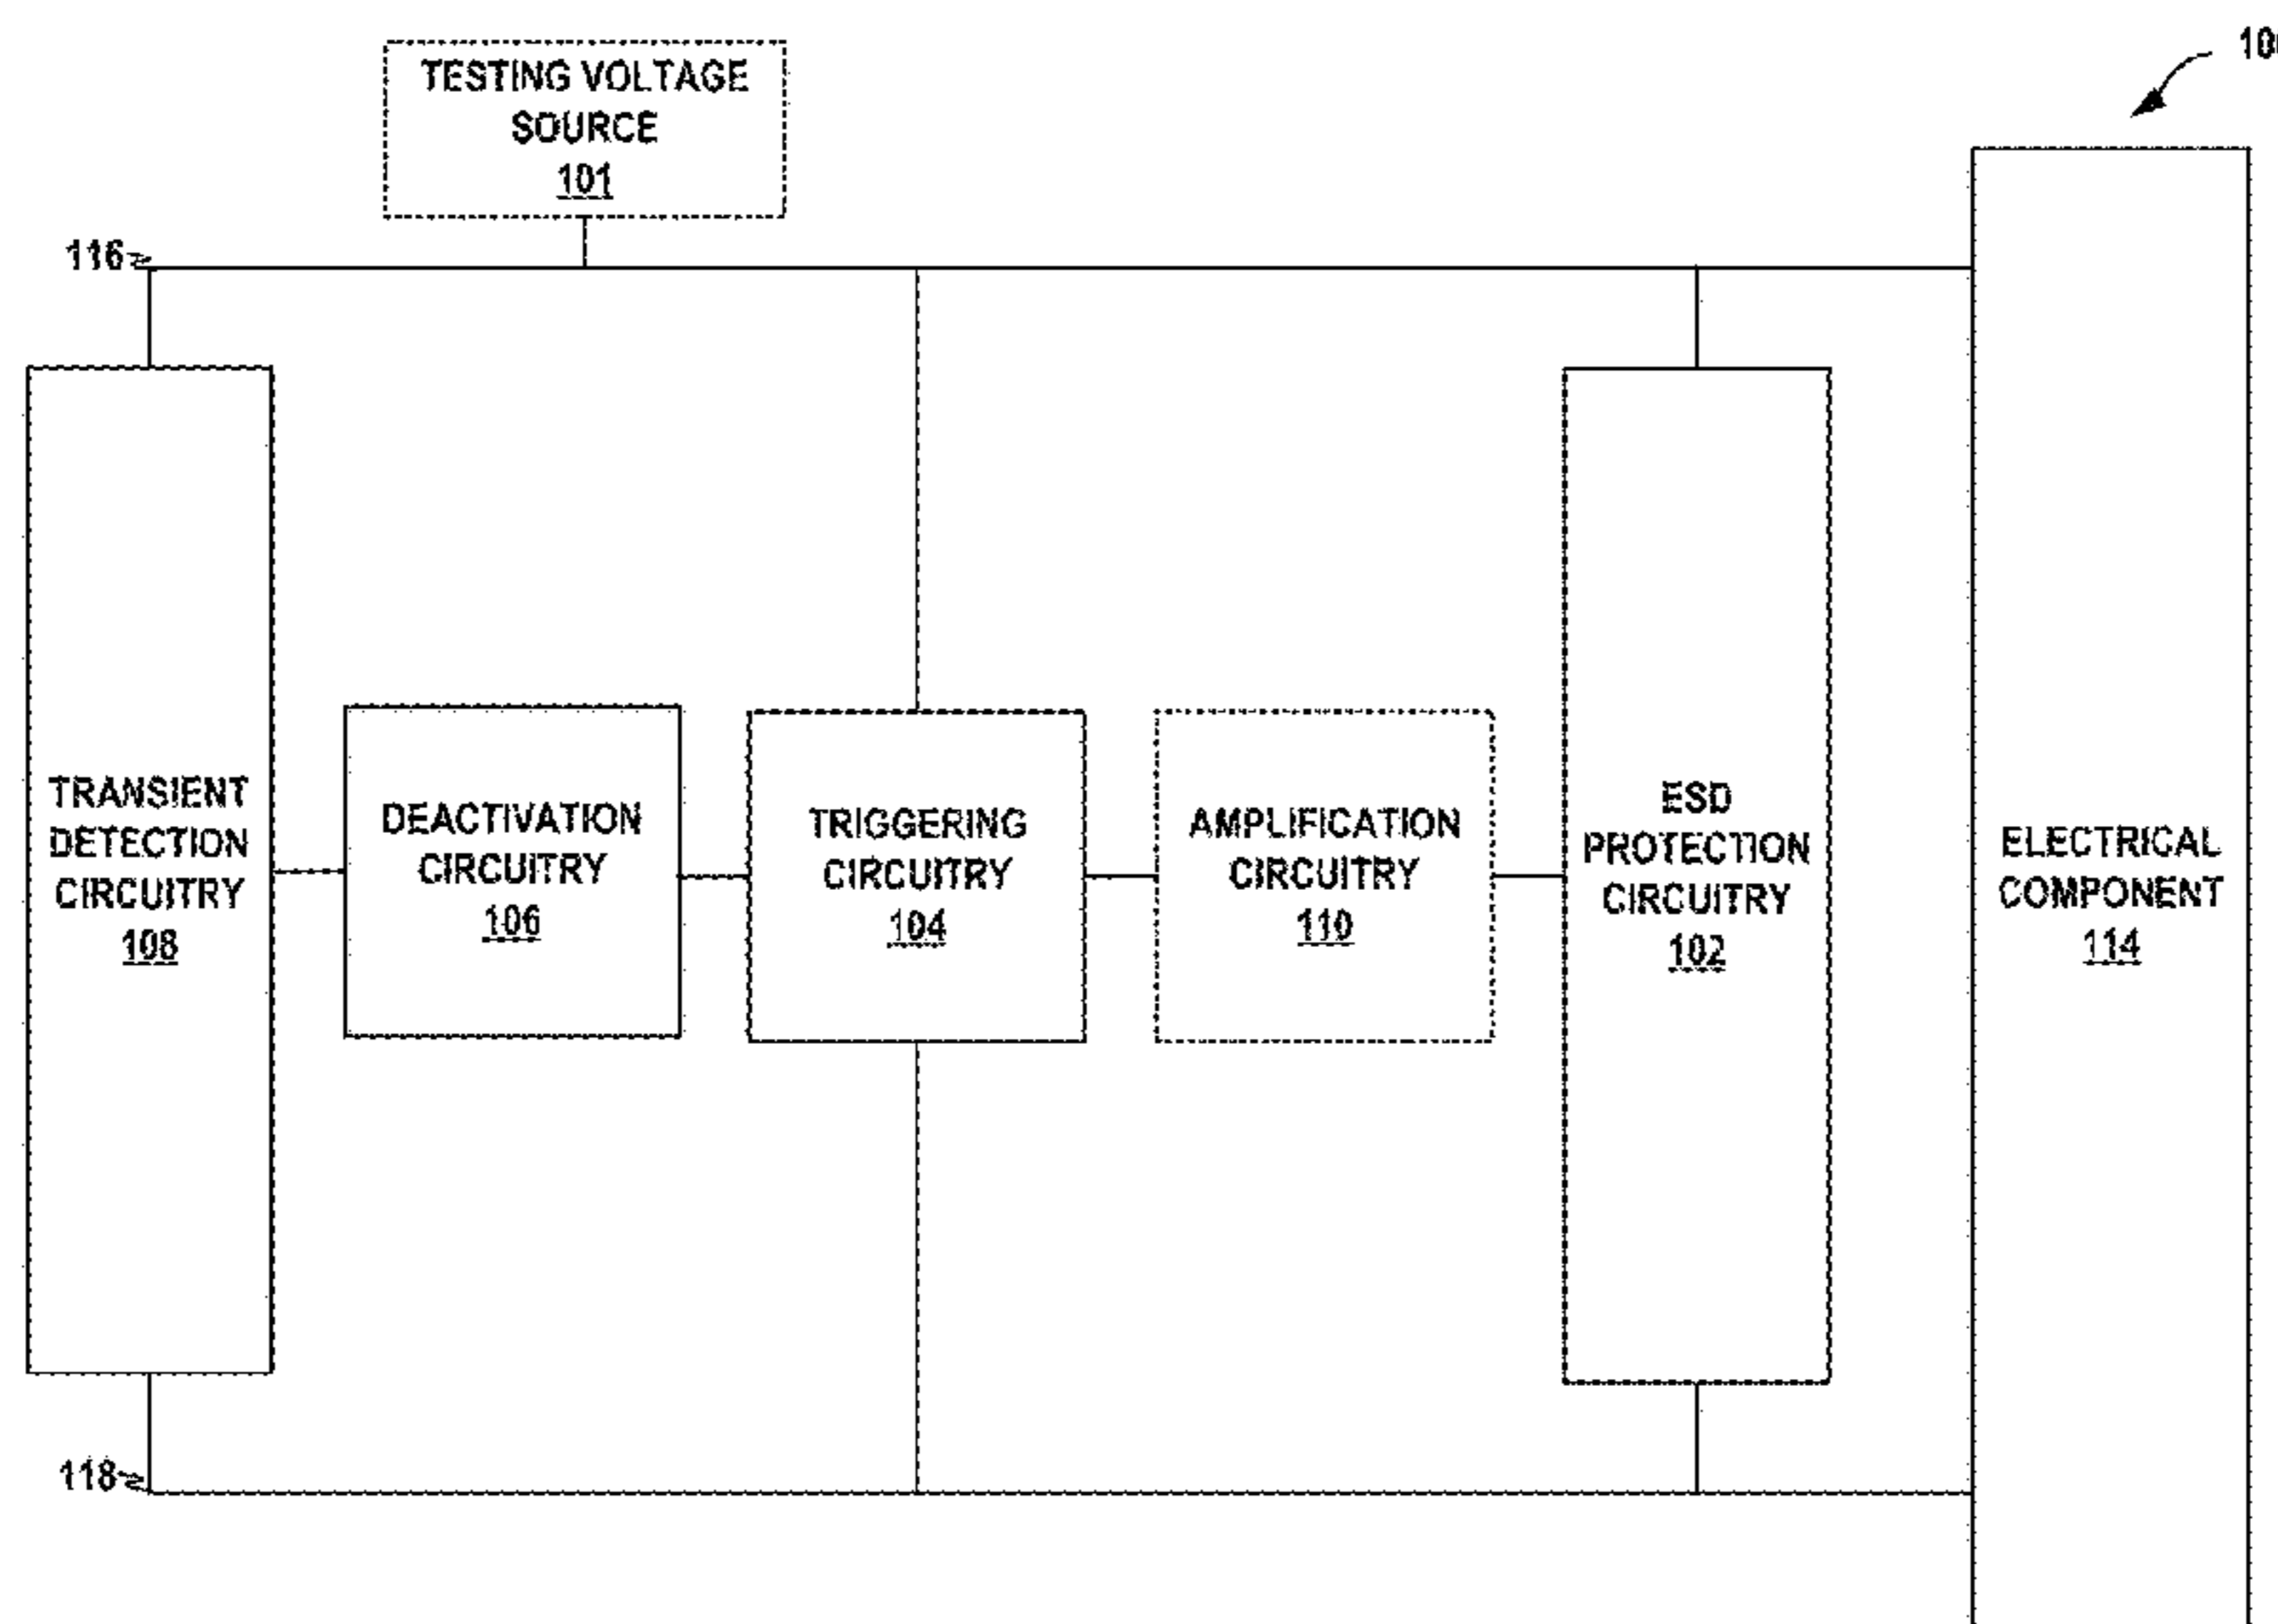 TESTING VOLTAGE
SOURCE
101
116
TRANSIENT
DETECTION
CIRCUITRY
108
DEACTIVATION
CIRCUITRY
106
TRIGGERING
CIRCUITRY
104
AMPLIFICATION
CIRCUITRY
110
ESD
PROTECTION
CIRCUITRY
102
ELECTRICAL
COMPONENT
114
118